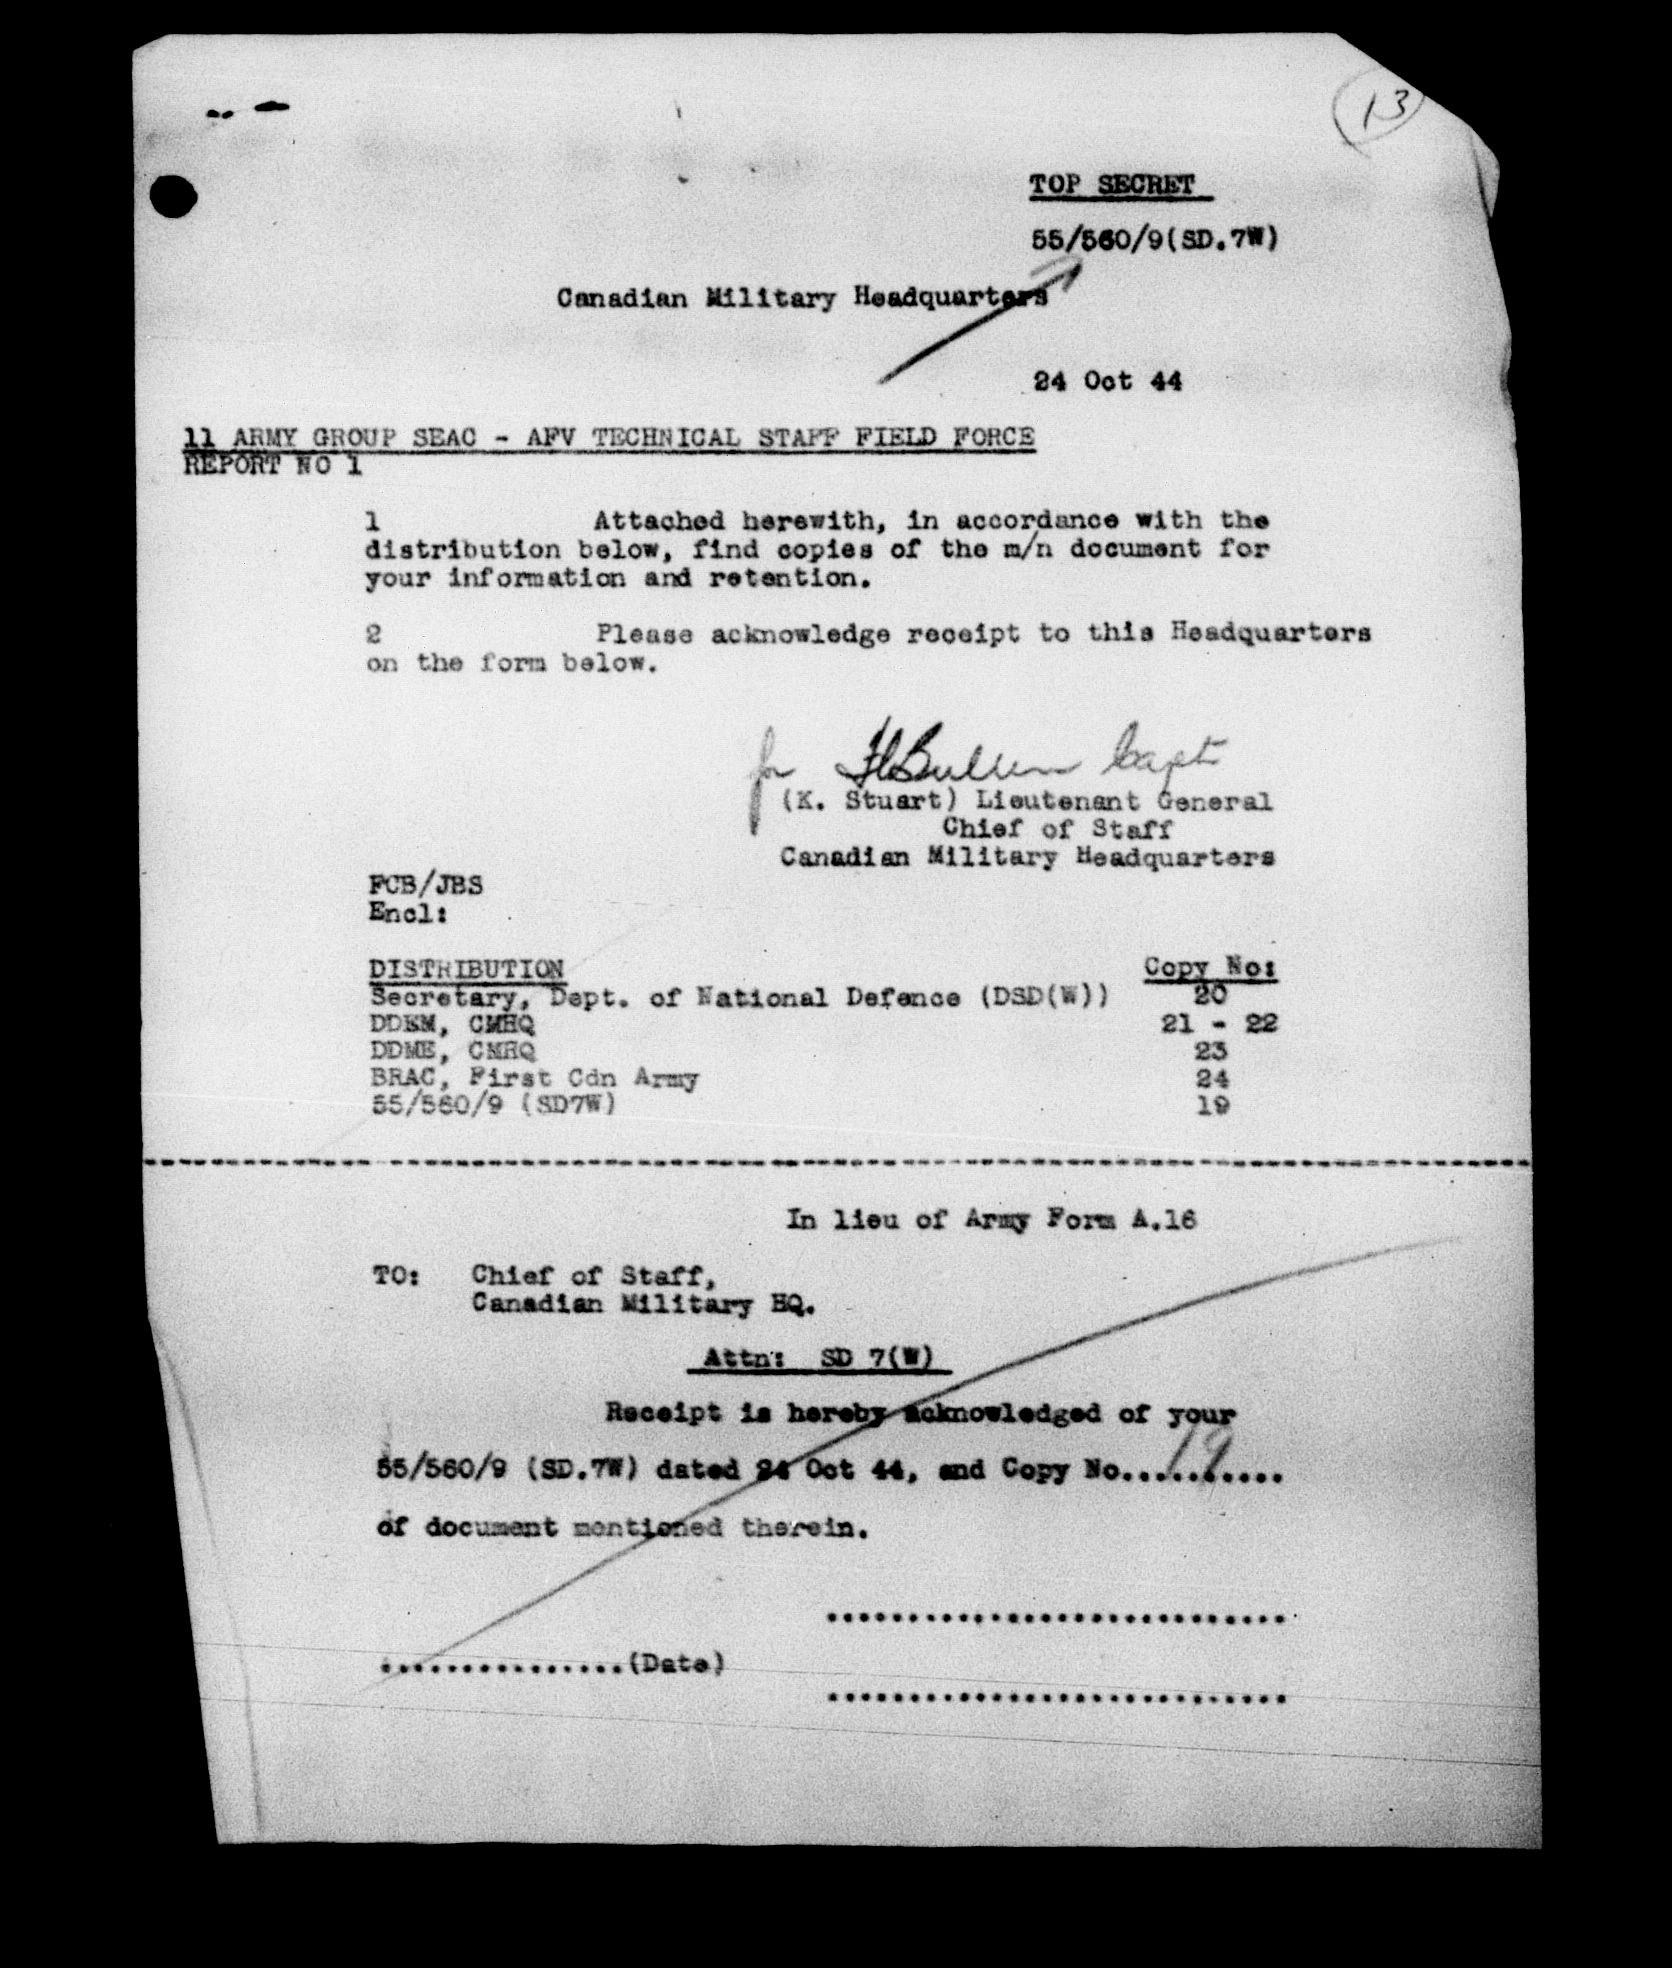 13
TOP SECRET
55/560/9(SD.7W)
Canadian Military Headquarters
24 Oct 44
11 ARMY GROUP SEAC - AFV TECHNICAL STAFF FIELD FORCE
REPORT NO 1
1 Attached herewith, in accordance with the
distribution below, find copies of the m/n document for
your information and retention.
2 Please acknowledge receipt to this Headquarters
on the form below.
for Capt
(K. Stuart) Lieutenant General
Chief of Staff
Canadian Military Headquarters
FCB/JBS
Encl:
DISTRIBUTION Copy No:
Secretary, Dept. of National Defence (DSD(W)) 20
DDEM, CMHQ 21 - 22
DDME, CMHQ 23
BRAC, First Cdn Army 24
55/560/9 (SD7W) 19
In lieu of Army Form A.16
TO: Chief of Staff,
Canadian Military HQ.
Attn: SD 7(W)
Receipt is hereby acknowledged of your
55/560/9 (SD.7W) dated 24 Oct 44, and Copy No...19.......
of document mentioned therein.
............................
...............(Date)
............................